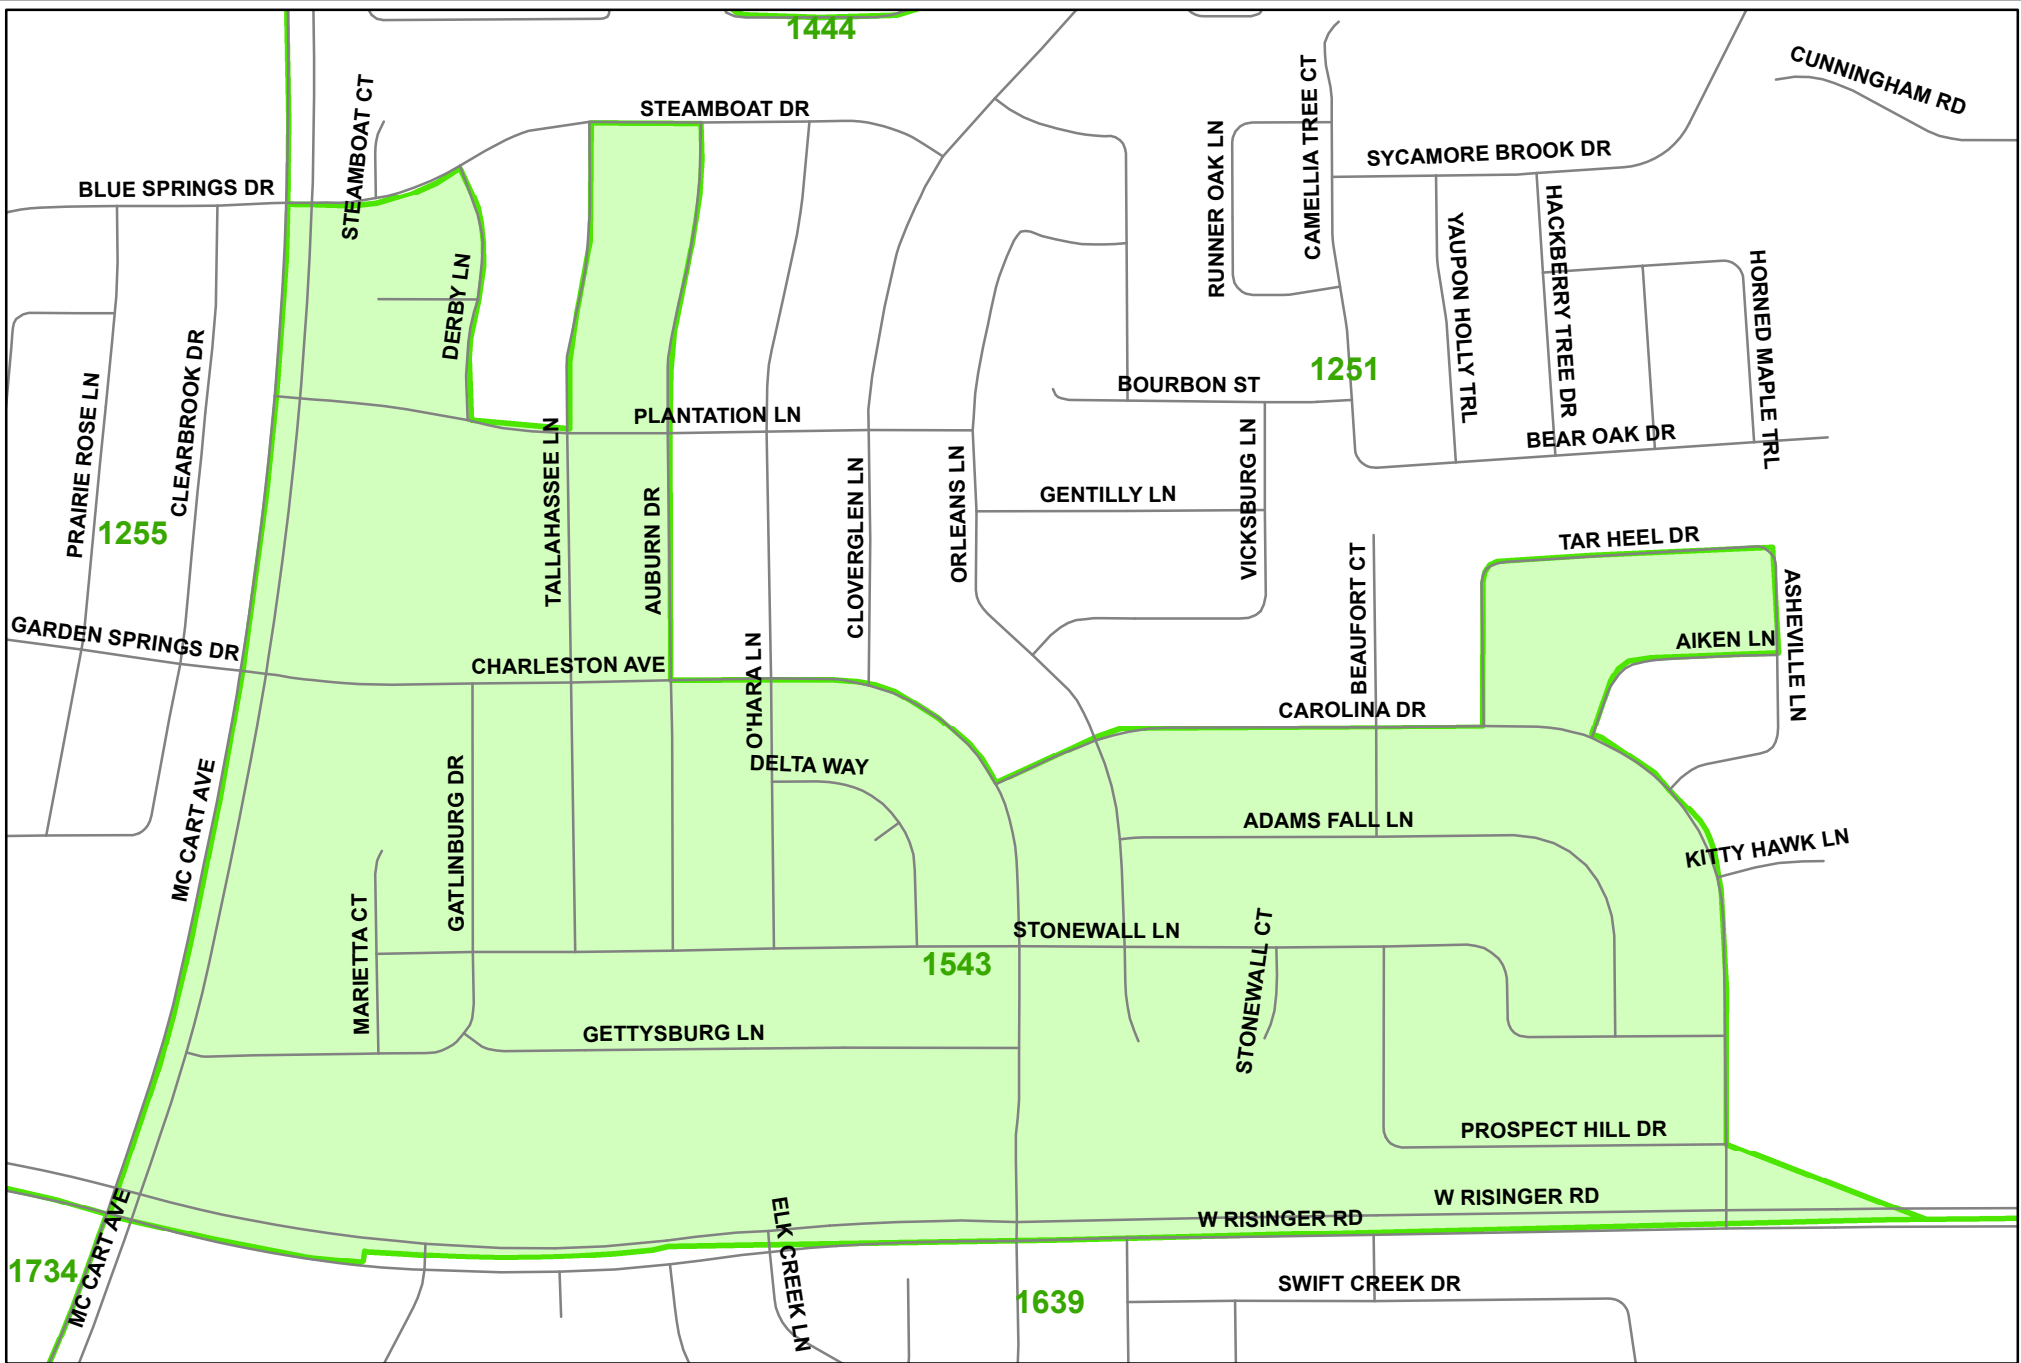 1444
CUNNINGHAM RD
STEAMBOAT CT
STEAMBOAT DR
RUNNER OAK LN
CAMELLIA TREE CT
SYCAMORE BROOK DR
BLUE SPRINGS DR
DERBY LN
YAUPON HOLLY TRL
HACKBERRY TREE DR
HORNED MAPLE TRL
PRAIRIE ROSE LN
CLEARBROOK DR
1251
BOURBON ST
PLANTATION LN
BEAR OAK DR
TALLAHASSEE LN
AUBURN DR
CLOVERGLEN LN
ORLEANS LN
GENTILLY LN
VICKSBURG LN
1255
BEAUFORT CT
TAR HEEL DR
ASHEVILLE LN
AIKEN LN
GARDEN SPRINGS DR
CHARLESTON AVE
O'HARA LN
CAROLINA DR
MC CART AVE
GATLINBURG DR
DELTA WAY
ADAMS FALL LN
KITTY HAWK LN
MARIETTA CT
STONEWALL LN
STONEWALL CT
1543
GETTYSBURG LN
PROSPECT HILL DR
W RISINGER RD
W RISINGER RD
MC CART AVE
ELK CREEK LN
1734
SWIFT CREEK DR
1639